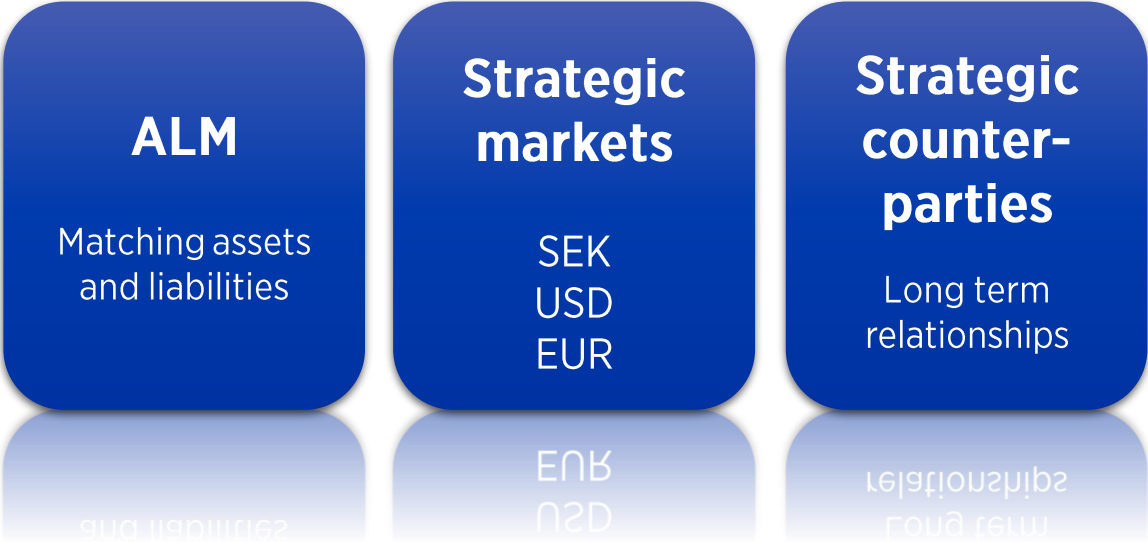 ALM
Matching assets
and liabilities
Strategic
markets
SEK
USD
EUR
Strategic
counter-
parties
Long term
relationships